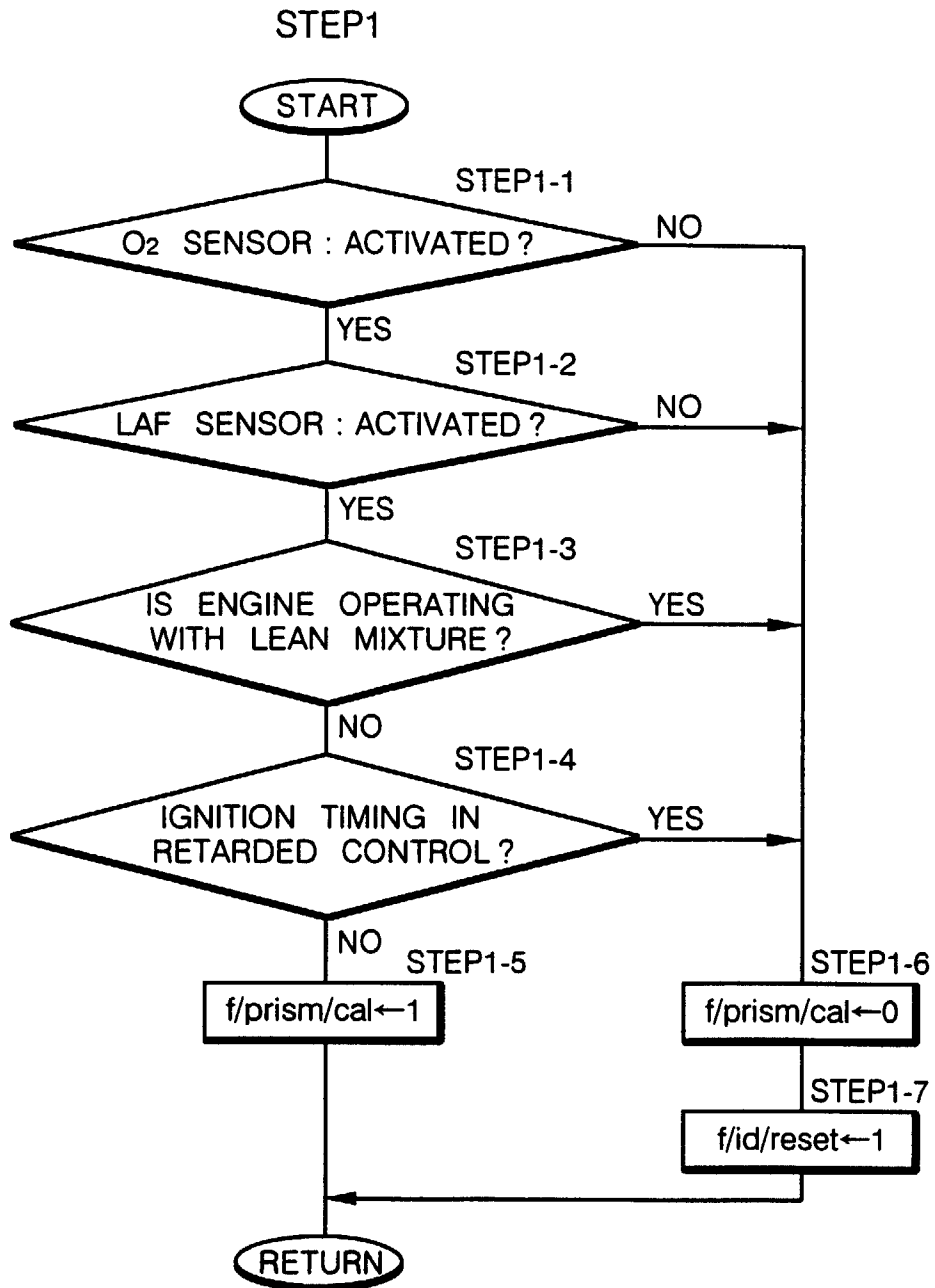 STEP1
START
STEP1-1
O2 SENSOR : ACTIVATED ?
NO
YES
STEP1-2
LAF SENSOR : ACTIVATED ?
NO
YES
STEP1-3
IS ENGINE OPERATING
WITH LEAN MIXTURE ?
YES
NO
STEP1-4
IGNITION TIMING IN
RETARDED CONTROL ?
YES
NO
STEP1-5
f/prism/cal←1
STEP1-6
f/prism/cal←0
STEP1-7
f/id/reset←1
RETURN